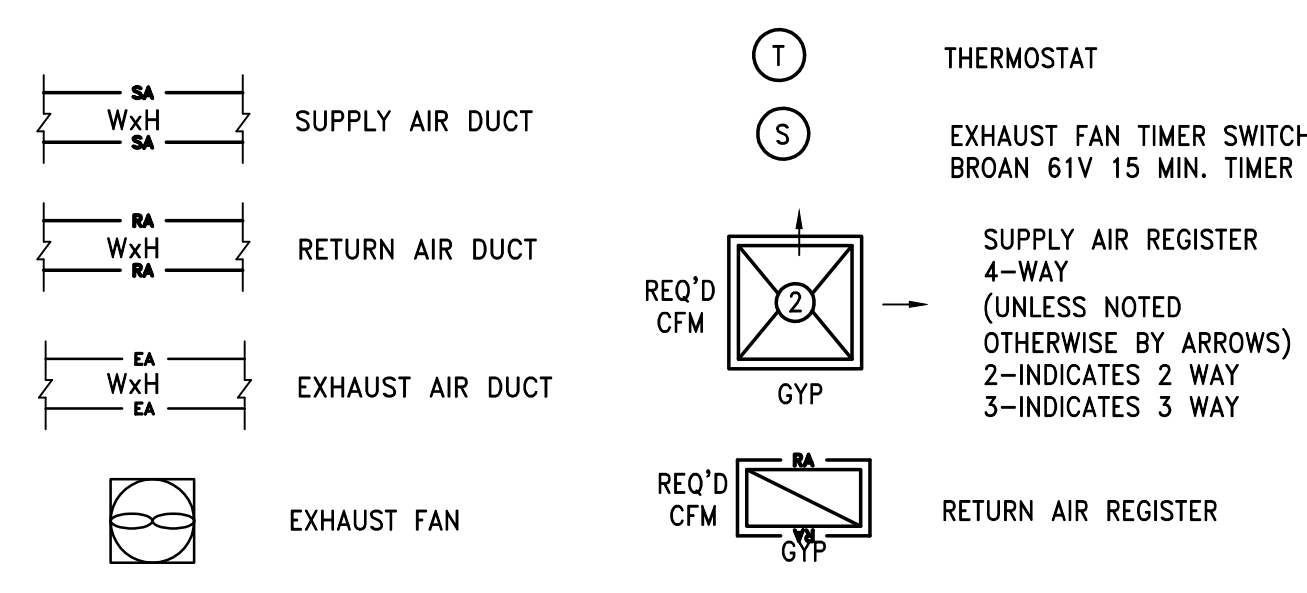 SA
WxH
SA
SUPPLY AIR DUCT
RA
WxH
RA
RETURN AIR DUCT
EA
WxH
EA
EXHAUST AIR DUCT
EXHAUST FAN
T
THERMOSTAT
S
EXHAUST FAN TIMER SWITCH
BROAN 61V 15 MIN. TIMER
REQ'D
CFM
2
GYP
SUPPLY AIR REGISTER
4-WAY
(UNLESS NOTED
OTHERWISE BY ARROWS)
2-INDICATES 2 WAY
3-INDICATES 3 WAY
REQ'D
CFM
RA
RA
GYP
RETURN AIR REGISTER